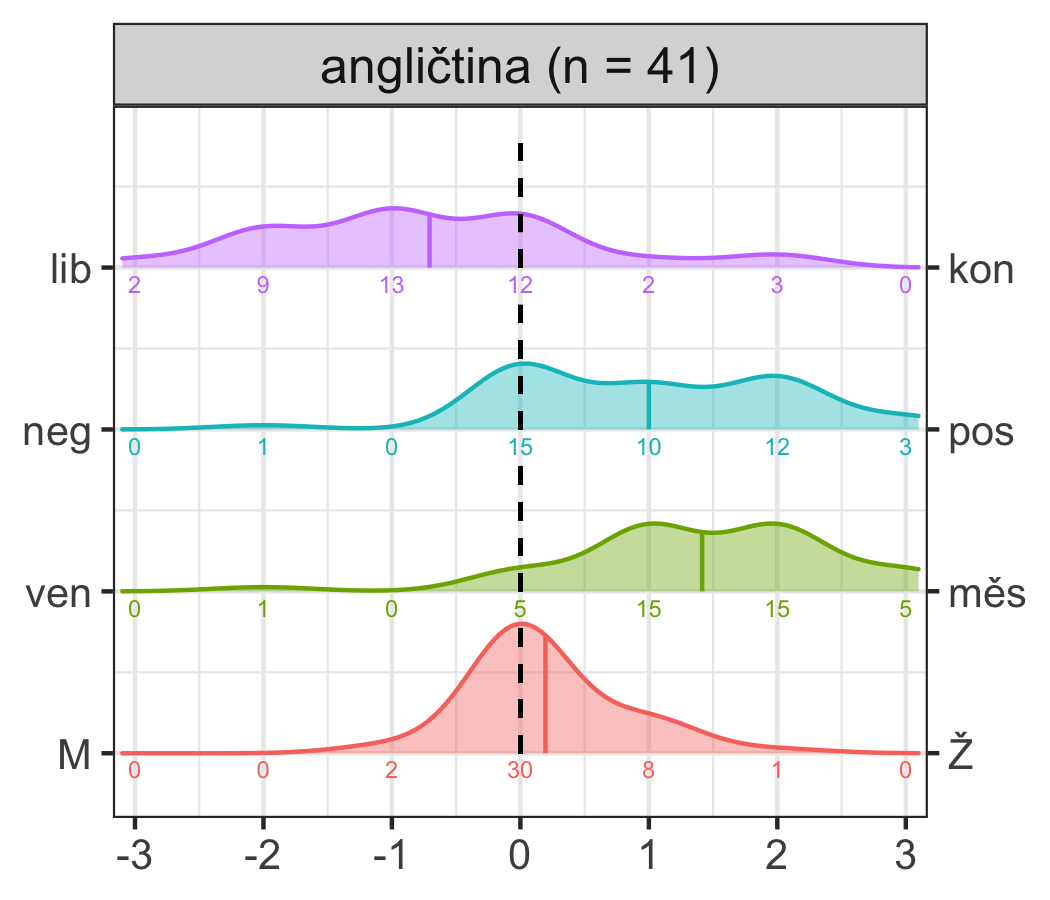 angličtina (n = 41)
lib kon
2 9 13 12 2 3 0
neg pos
0 1 0 15 10 12 3
ven měs
0 1 0 5 15 15 5
M Ž
0 0 2 30 8 1 0
-3 -2 -1 0 1 2 3